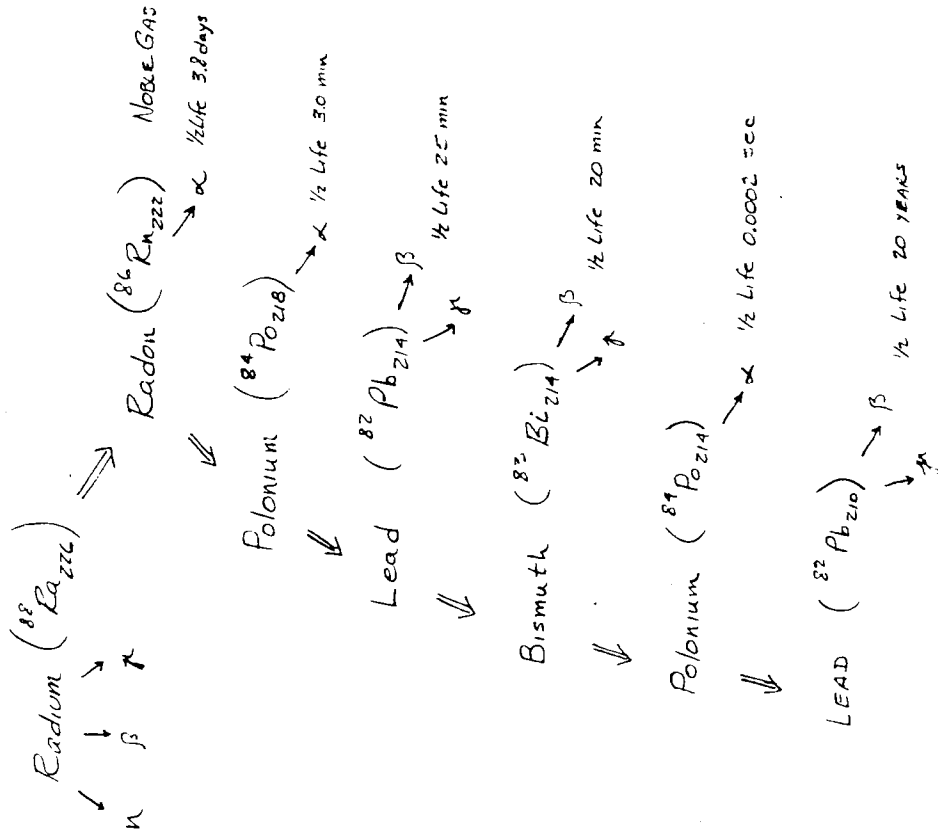 Radium (⁸⁸Ra₂₂₆) ⇒ Radon (⁸⁶Rn₂₂₂) NOBLE GAS
n β γ
→ α ½ Life 3.8 days
Polonium (⁸⁴Po₂₁₈) → α ½ Life 3.0 min
Lead (⁸²Pb₂₁₄) → β
γ ½ Life 25 min
Bismuth (⁸³Bi₂₁₄) → β
γ ½ Life 20 min
Polonium (⁸⁴Po₂₁₄) → α ½ Life 0.0002 sec
LEAD (⁸²Pb₂₁₀) → β
γ ½ Life 20 YEARS